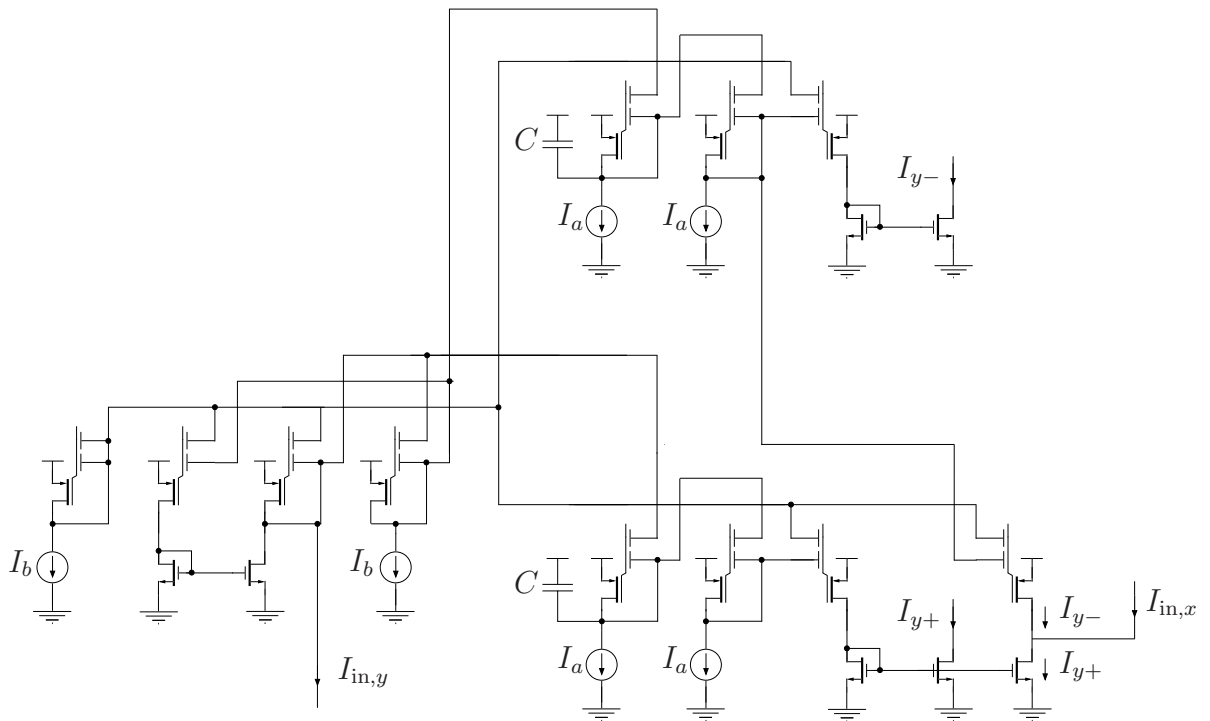 C
I_a
I_a
I_{y−}
I_b
I_b
I_{in,y}
C
I_a
I_a
I_{y+}
I_{y−}
I_{in,x}
I_{y+}